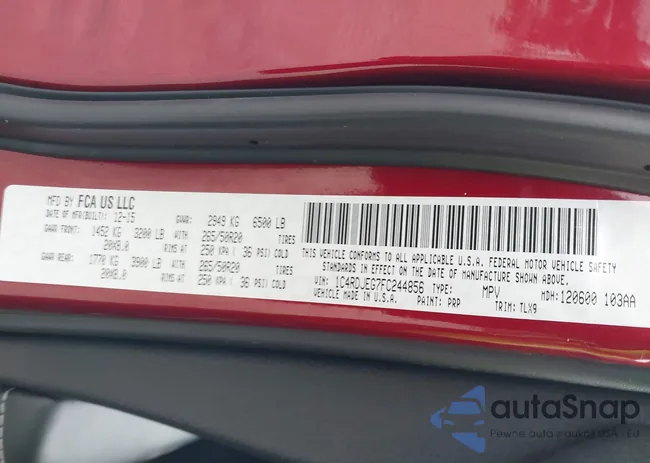 MFD BY FCA US LLC
DATE OF MFR(BUILT): 12-15 GVWR: 2949 KG 6500 LB
GAWR FRONT: 1452 KG 3200 LB WITH 265/50R20 TIRES
20X8.0 RIMS AT 250 KPA ( 36 PSI) COLD
GAWR REAR: 1770 KG 3900 LB WITH 265/50R20 TIRES
20X8.0 RIMS AT 250 KPA ( 36 PSI) COLD
THIS VEHICLE CONFORMS TO ALL APPLICABLE U.S.A. FEDERAL MOTOR VEHICLE SAFETY
STANDARDS IN EFFECT ON THE DATE OF MANUFACTURE SHOWN ABOVE.
VIN: 1C4RDJEG7FC244856 TYPE: MPV MDH: 120600 103AA
VEHICLE MADE IN U.S.A. PAINT: PRP TRIM: TLX9
autaSnap
Pewne auta z aukcji USA i EU